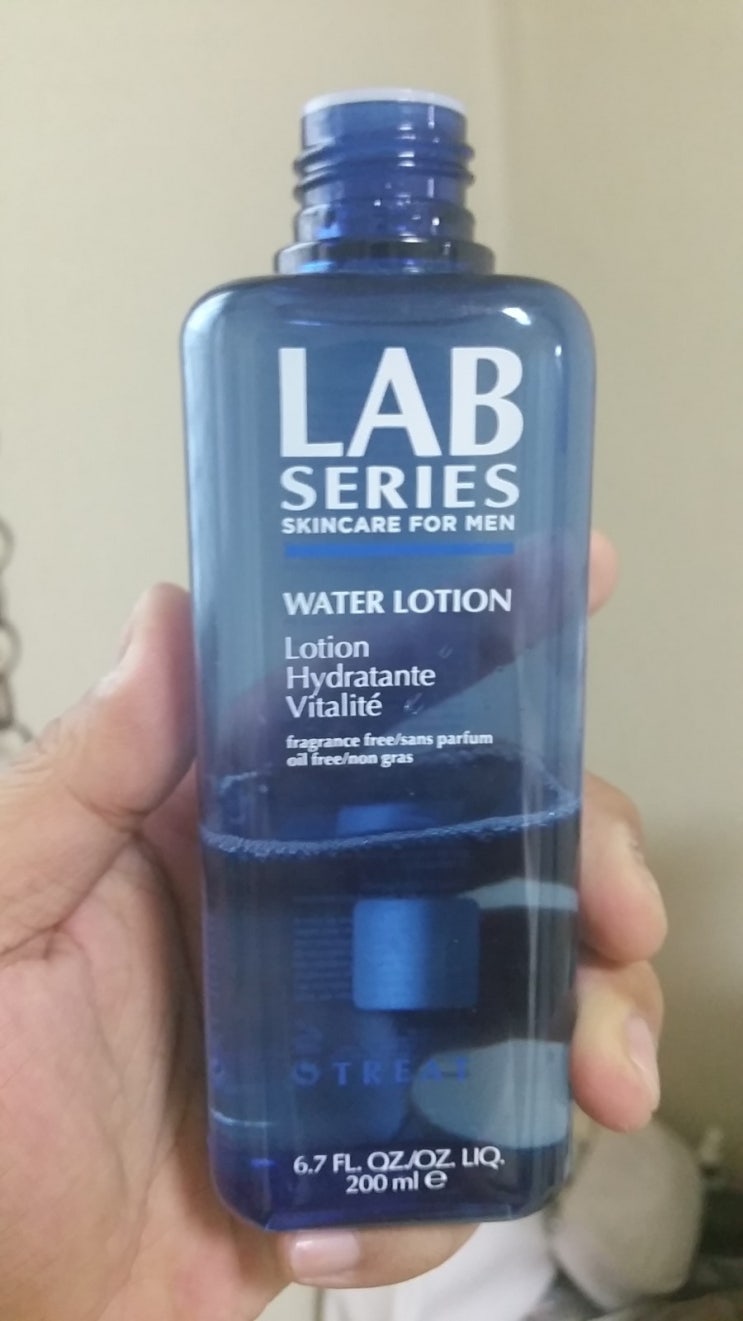 LAB
SERIES
SKINCARE FOR MEN
WATER LOTION
Lotion
Hydratante
Vitalité
fragrance free/sans parfum
oil free/non gras
TREAT
6.7 FL. OZ./OZ. LIQ.
200 ml e